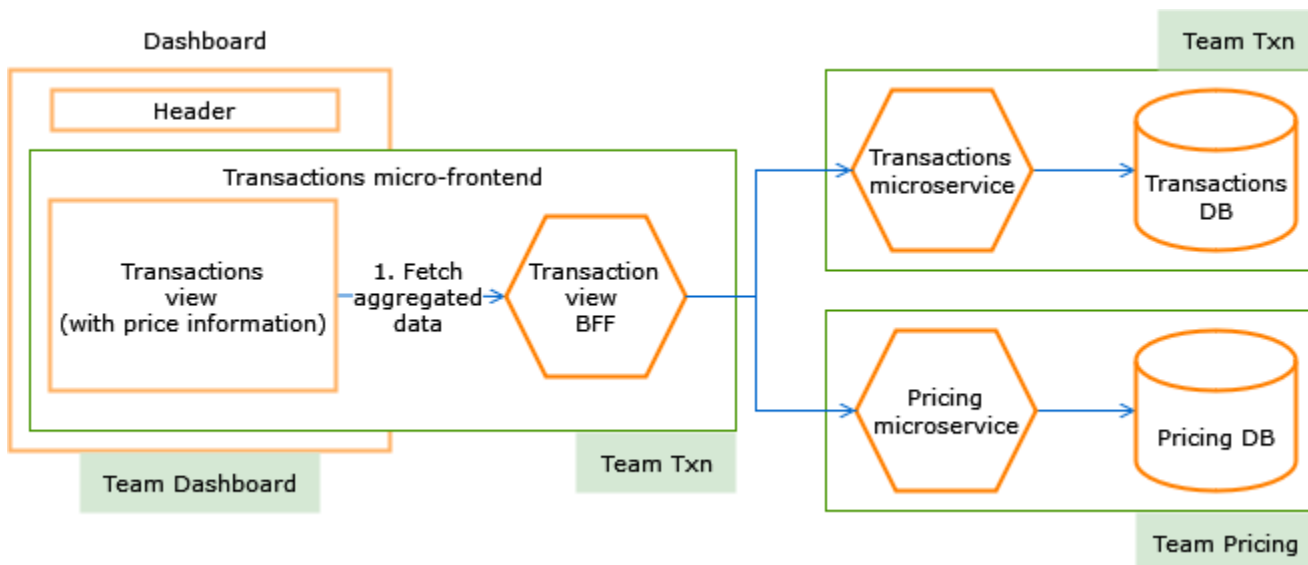 Dashboard
Team Txn
Header
Transactions micro-frontend
Transactions
view
(with price information)
1. Fetch
aggregated
data
Transaction
view
BFF
Transactions
microservice
Transactions
DB
Pricing
microservice
Pricing DB
Team Dashboard
Team Txn
Team Pricing